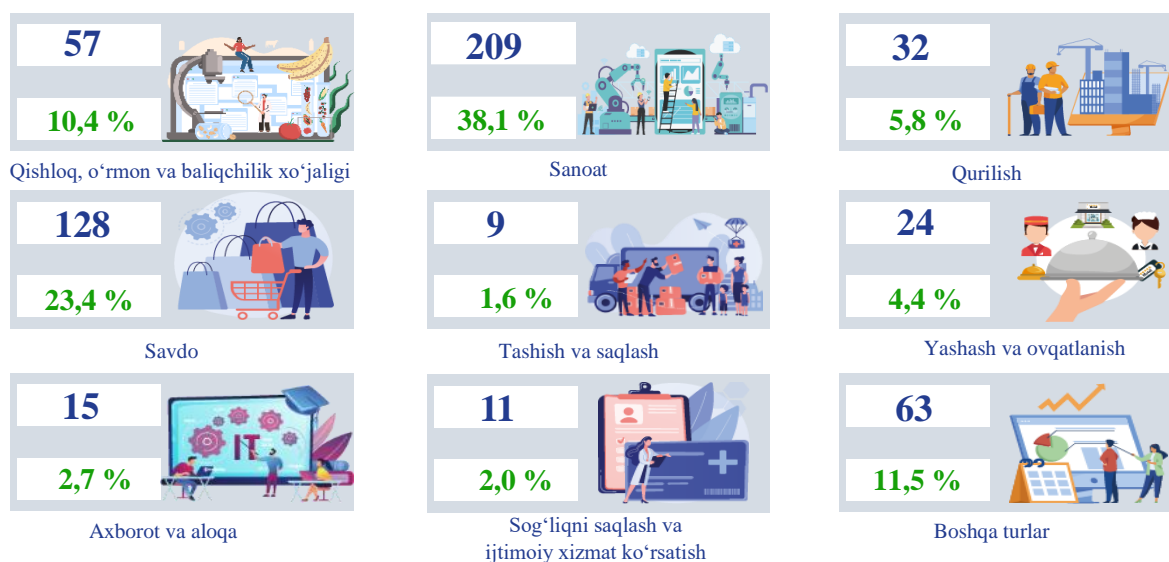 57
10,4 %
Qishloq, o‘rmon va baliqchilik xo‘jaligi
209
38,1 %
Sanoat
32
5,8 %
Qurilish
128
23,4 %
Savdo
9
1,6 %
Tashish va saqlash
24
4,4 %
Yashash va ovqatlanish
15
2,7 %
IT
Axborot va aloqa
11
2,0 %
Sog‘liqni saqlash va
ijtimoiy xizmat ko‘rsatish
63
11,5 %
Boshqa turlar